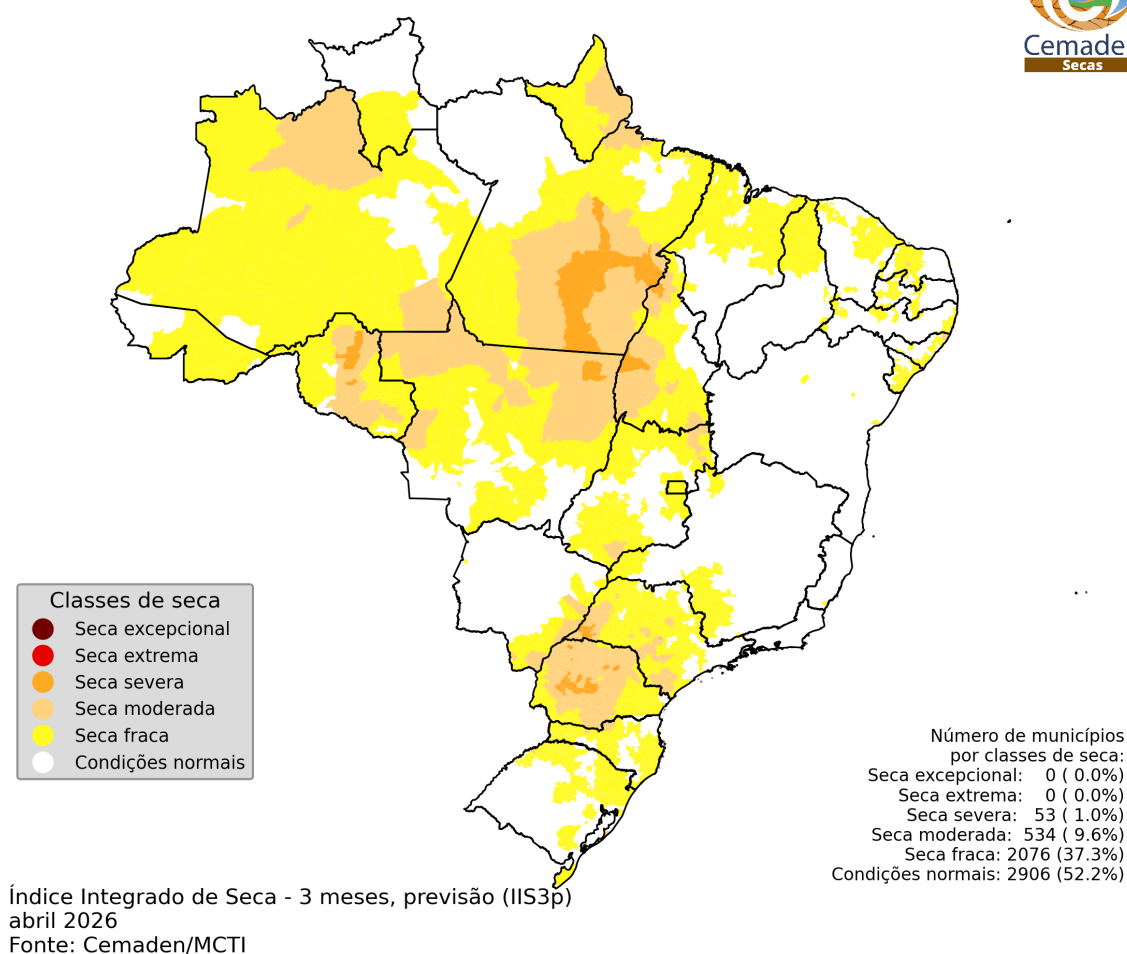 Cemade
Secas
Classes de seca
Seca excepcional
Seca extrema
Seca severa
Seca moderada
Seca fraca
Condições normais
Número de municípios
por classes de seca:
Seca excepcional: 0 ( 0.0%)
Seca extrema: 0 ( 0.0%)
Seca severa: 53 ( 1.0%)
Seca moderada: 534 ( 9.6%)
Seca fraca: 2076 (37.3%)
Condições normais: 2906 (52.2%)
Índice Integrado de Seca - 3 meses, previsão (IIS3p)
abril 2026
Fonte: Cemaden/MCTI